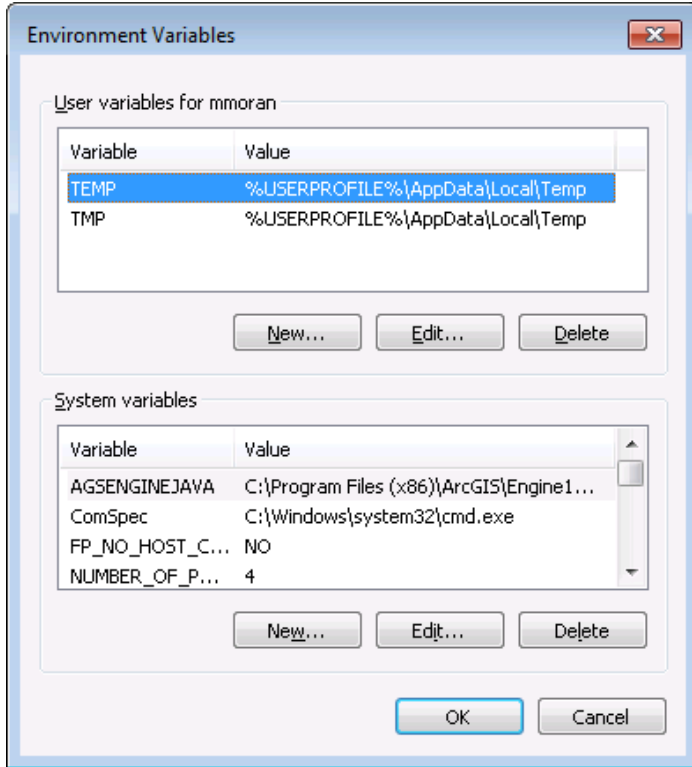 Environment Variables
User variables for mmoran
Variable Value
TEMP %USERPROFILE%\AppData\Local\Temp
TMP %USERPROFILE%\AppData\Local\Temp
New... Edit... Delete
System variables
Variable Value
AGSENGINEJAVA C:\Program Files (x86)\ArcGIS\Engine1...
ComSpec C:\Windows\system32\cmd.exe
FP_NO_HOST_C... NO
NUMBER_OF_P... 4
New... Edit... Delete
OK Cancel